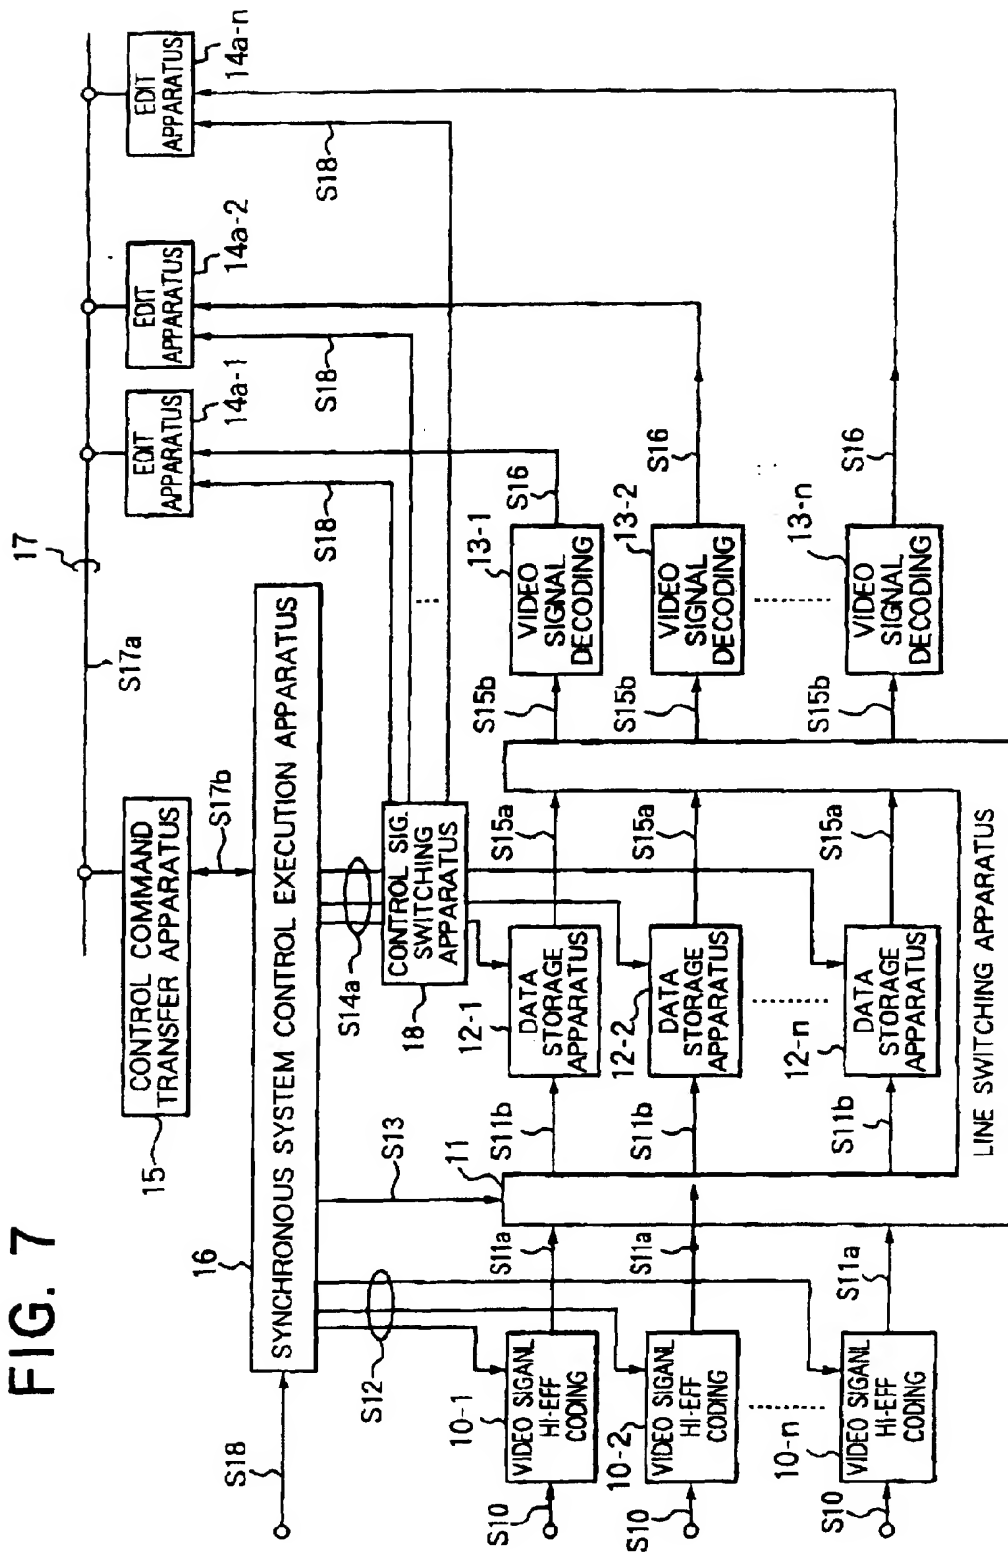 FIG. 7
17
S17a
15
CONTROL COMMAND
TRANSFER APPARATUS
S17b
EDIT
APPARATUS
14a-1
EDIT
APPARATUS
14a-2
EDIT
APPARATUS
14a-n
S18
S18
S18
S18
16
SYNCHRONOUS SYSTEM CONTROL EXECUTION APPARATUS
S12
S13
S14a
18
CONTROL SIG.
SWITCHING
APPARATUS
S10
10-1
VIDEO SIGANL
HI-EFF
CODING
S11a
11
S11b
12-1
DATA
STORAGE
APPARATUS
S15a
S15b
13-1
VIDEO
SIGNAL
DECODING
S16
S10
10-2
VIDEO SIGANL
HI-EFF
CODING
S11a
S11b
12-2
DATA
STORAGE
APPARATUS
S15a
S15b
13-2
VIDEO
SIGNAL
DECODING
S16
S10
10-n
VIDEO SIGANL
HI-EFF
CODING
S11a
S11b
12-n
DATA
STORAGE
APPARATUS
S15a
S15b
13-n
VIDEO
SIGNAL
DECODING
S16
LINE SWITCHING APPARATUS